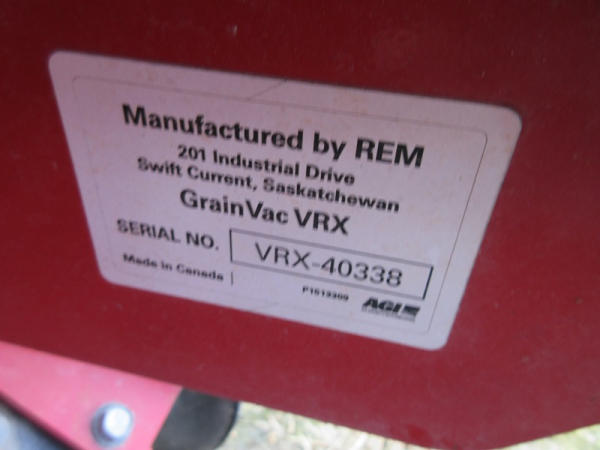 Manufactured by REM
201 Industrial Drive
Swift Current, Saskatchewan
GrainVac VRX
SERIAL NO. VRX-40338
Made in Canada
P1513309 AGI